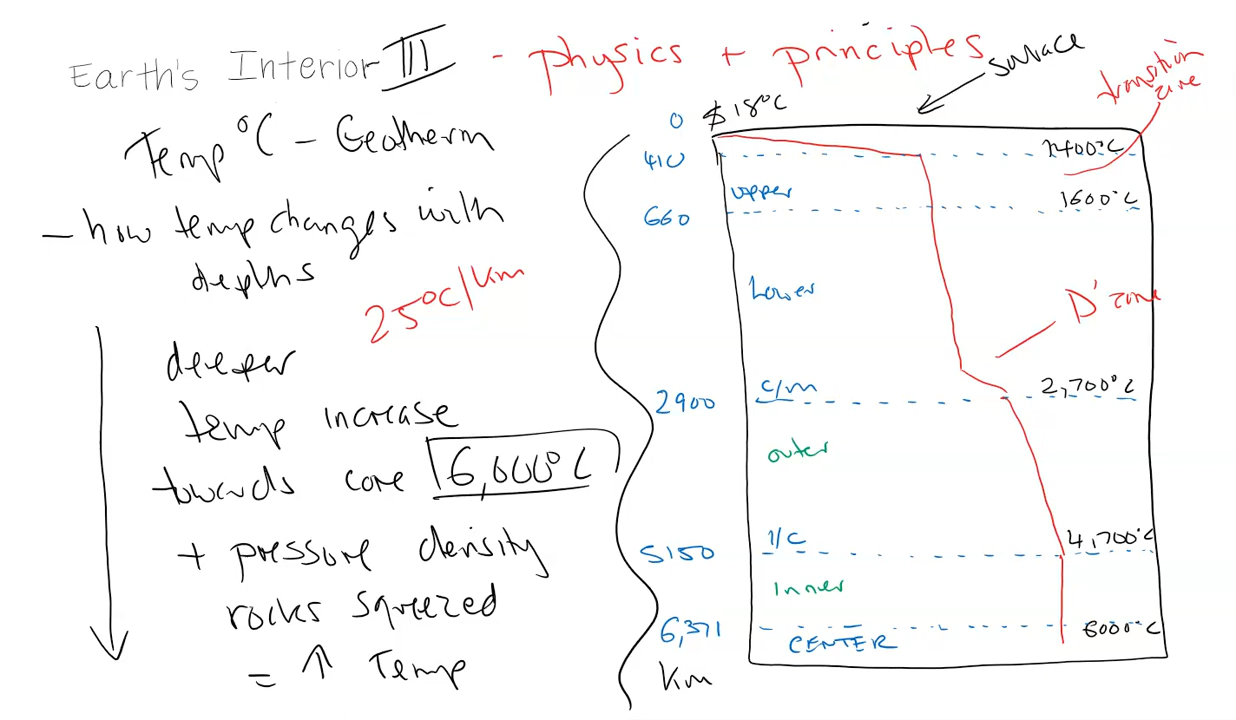 Earth's Interior III - physics + principles
Temp °C - Geotherm
- how temp changes with
depths
25°C/km
deeper
temp increase
towards core 6,000°C
+ pressure density
rocks squeezed
= ↑ Temp
surface
transition
zone
0 18°C
410 1400°C
upper
660 1600°C
Lower
D' zone
2900 c/m 2,700°C
outer
5150 I/C 4,700°C
Inner
6,371 CENTER 6000°C
Km